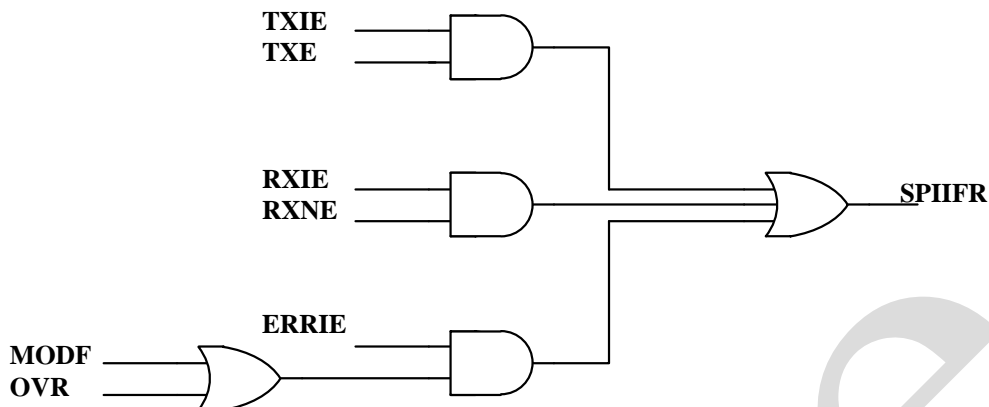 TXIE
TXE
RXIE
RXNE
SPIIFR
ERRIE
MODF
OVR